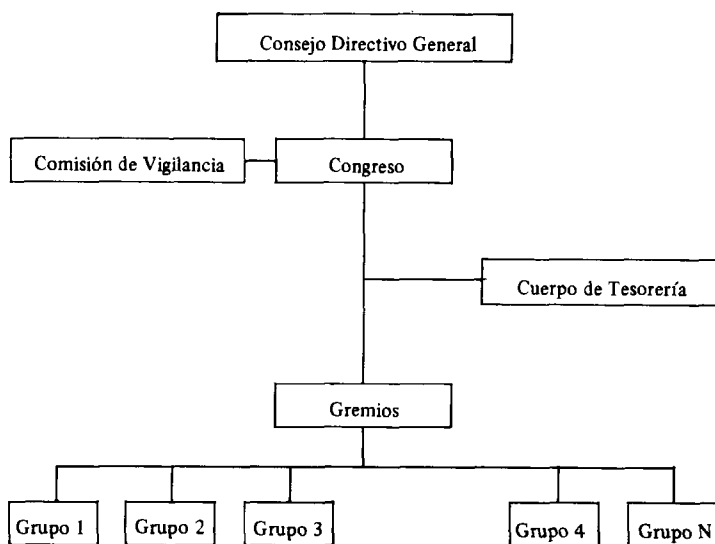 Consejo Directivo General
Comisión de Vigilancia
Congreso
Cuerpo de Tesorería
Gremios
Grupo 1
Grupo 2
Grupo 3
Grupo 4
Grupo N